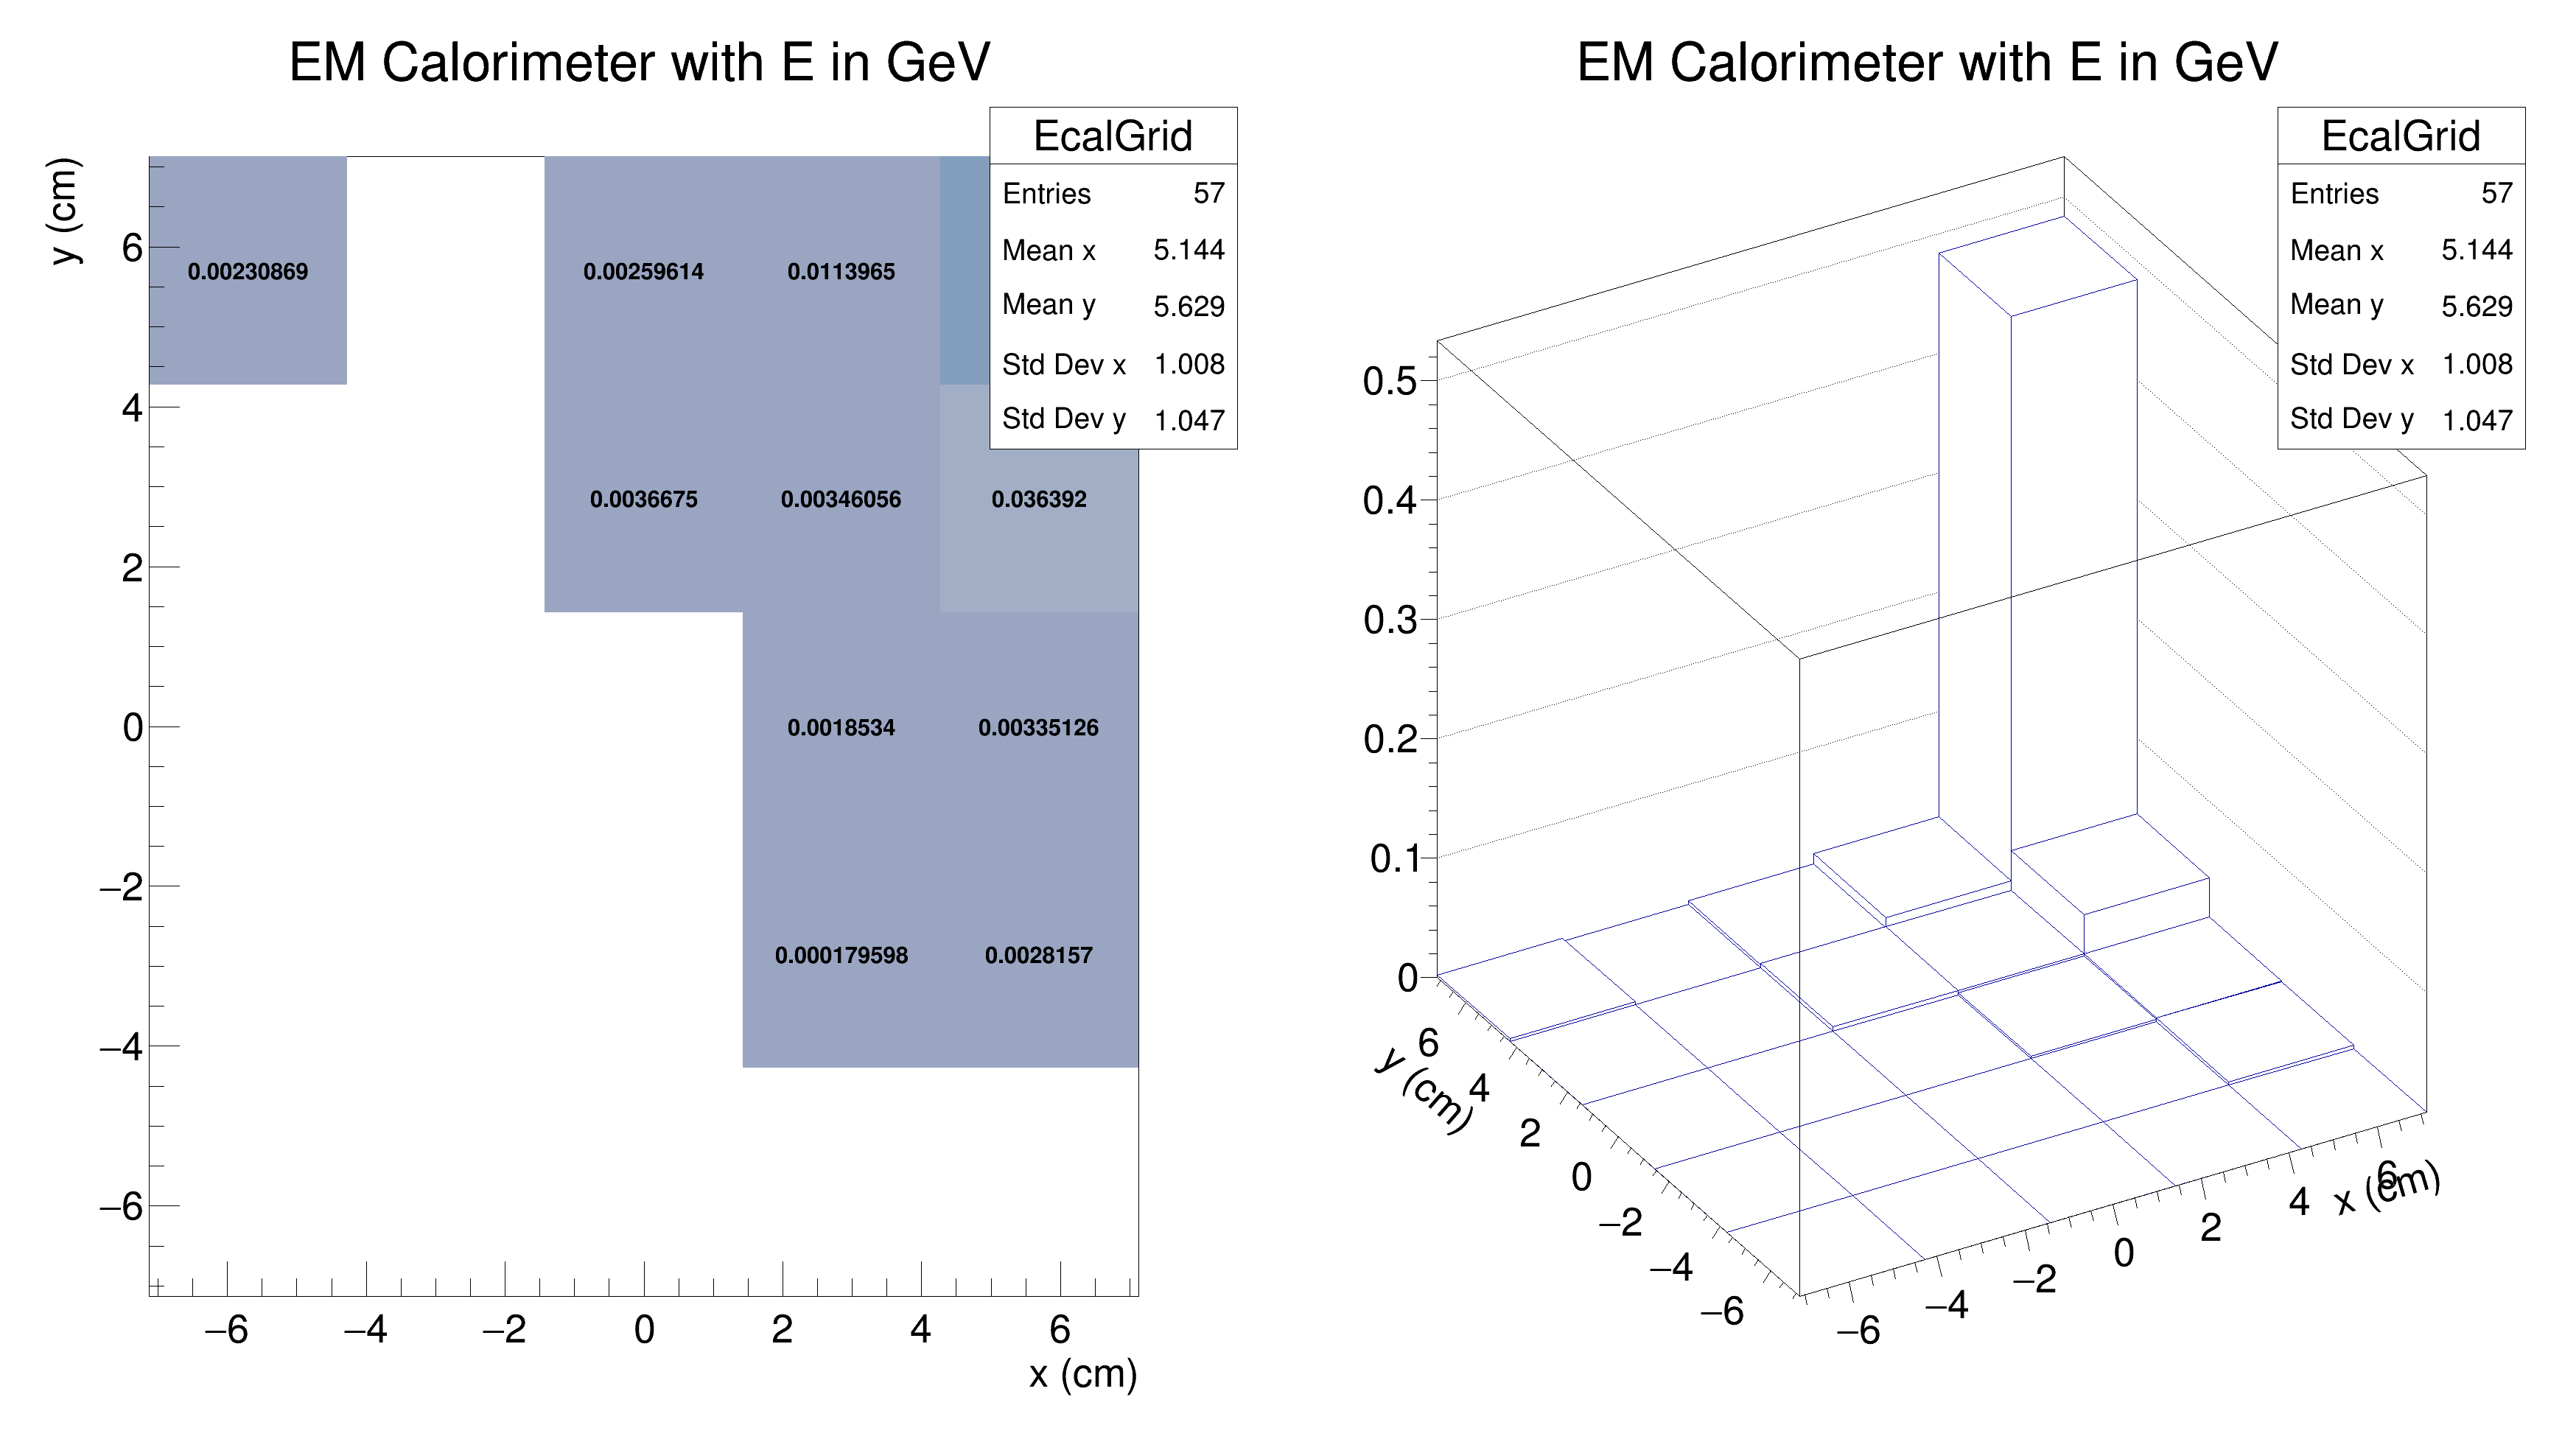 EM Calorimeter with E in GeV
EcalGrid
Entries 57
Mean x 5.144
Mean y 5.629
Std Dev x 1.008
Std Dev y 1.047
y (cm)
6
4
2
0
−2
−4
−6
0.00230869
0.00259614
0.0113965
0.0036675
0.00346056
0.036392
0.0018534
0.00335126
0.000179598
0.0028157
−6 −4 −2 0 2 4 6
x (cm)
EM Calorimeter with E in GeV
EcalGrid
Entries 57
Mean x 5.144
Mean y 5.629
Std Dev x 1.008
Std Dev y 1.047
0.5
0.4
0.3
0.2
0.1
0
y (cm)
6
4
2
0
−2
−4
−6
−6
−4
−2
0
2
4
6
x (cm)